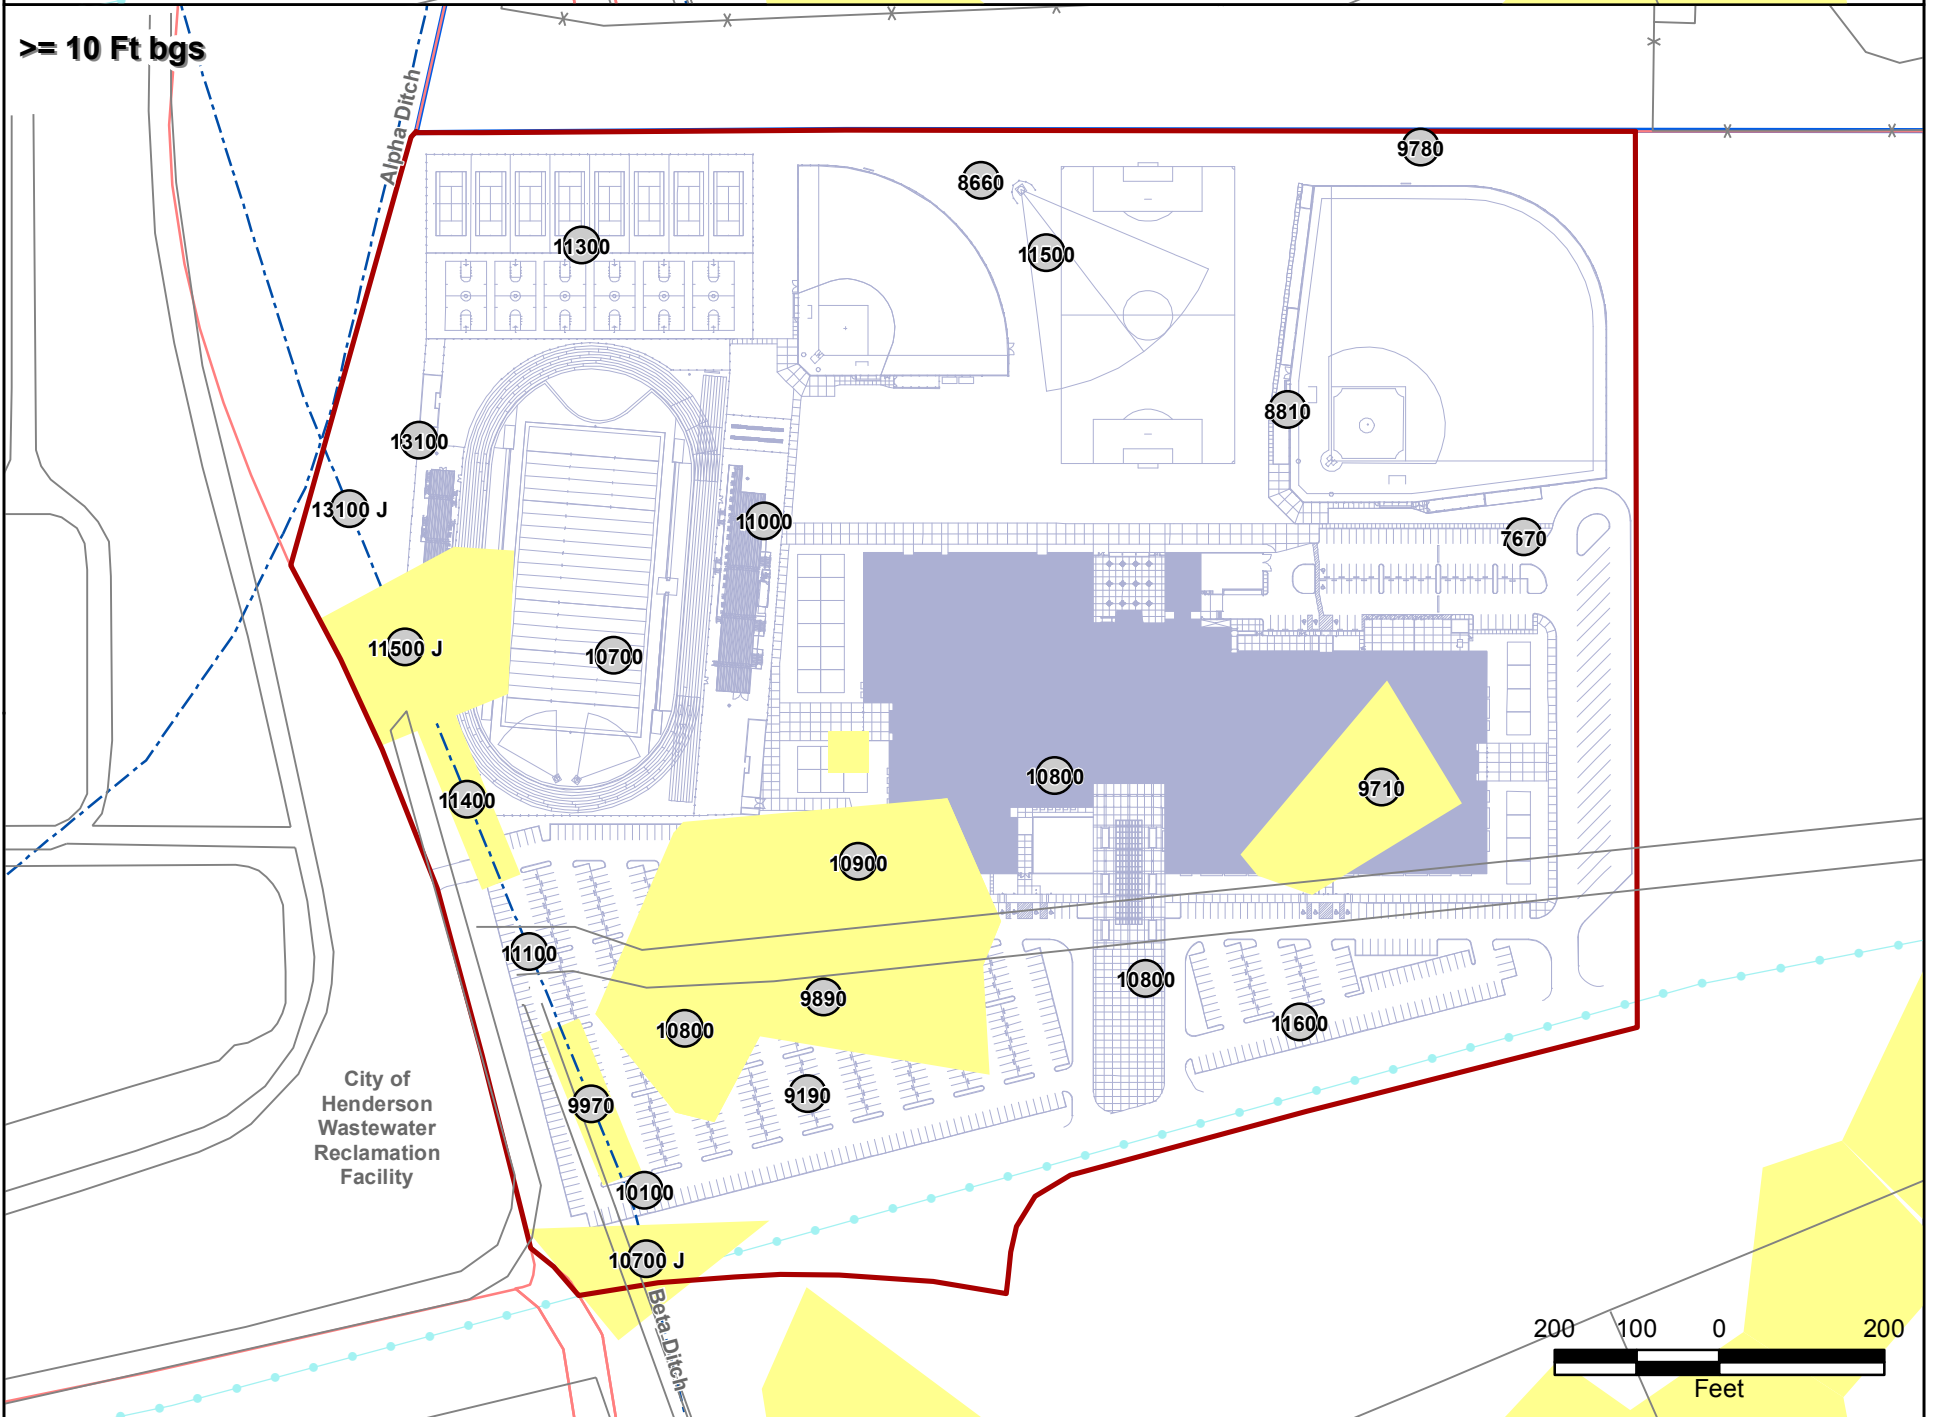 >= 10 Ft bgs
Alpha Ditch
9780
8660
11300
11500
8810
13100
13100 J
11000
7670
11500 J
10700
10800
9710
11400
10900
11100
10800
9890
10800
11600
9970
9190
City of
Henderson
Wastewater
Reclamation
Facility
10100
10700 J
Beta Ditch
200 100 0 200
Feet